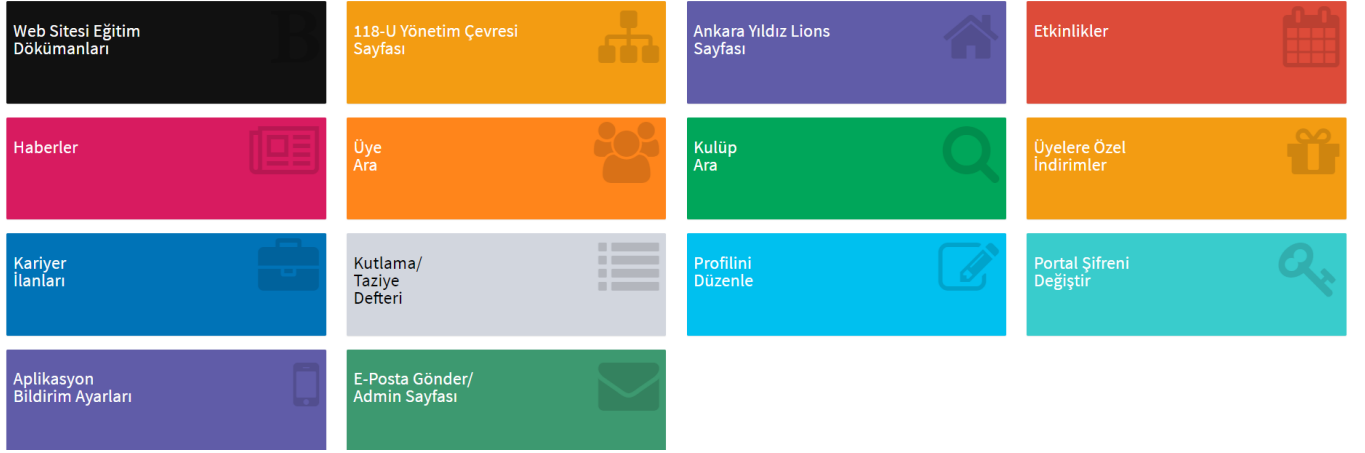 Web Sitesi Eğitim
Dökümanları
118-U Yönetim Çevresi
Sayfası
Ankara Yıldız Lions
Sayfası
Etkinlikler
Haberler
Üye
Ara
Kulüp
Ara
Üyelere Özel
İndirimler
Kariyer
İlanları
Kutlama/
Taziye
Defteri
Profilini
Düzenle
Portal Şifreni
Değiştir
Aplikasyon
Bildirim Ayarları
E-Posta Gönder/
Admin Sayfası